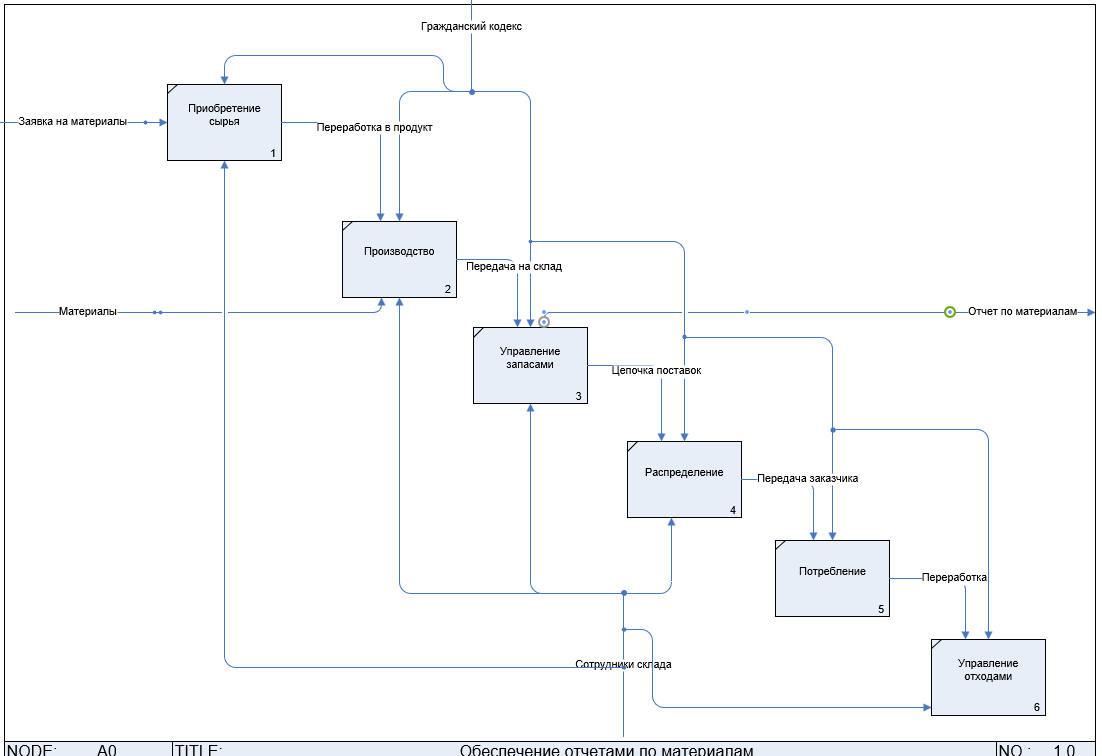 Гражданский кодекс
Приобретение
сырья
1
Заявка на материалы
Переработка в продукт
Производство
2
Передача на склад
Материалы
Отчет по материалам
Управление
запасами
3
Цепочка поставок
Распределение
4
Передача заказчика
Потребление
5
Переработка
Управление
отходами
6
Сотрудники склада
NODE: A0 TITLE: Обеспечение отчетами по материалам NO.: 1.0